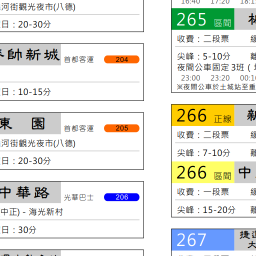 河街觀光夜市(八德)
日：20-30分
帥新城 首都客運 204
日：10-15分
東 園 首都客運 205
河街觀光夜市(八德)
日：20-30分
中華路 光華巴士 206
中正) - 海光新村
日：30分
16:40 17:20
265 區間
收費：二段票
尖峰：5-10分
夜間公車固定3班
23:00 23:20 00:
※夜間公車於土城站至
266 正線
收費：二段票
尖峰：7-10分
266 區間 中
收費：一段票
尖峰：15-20分
267